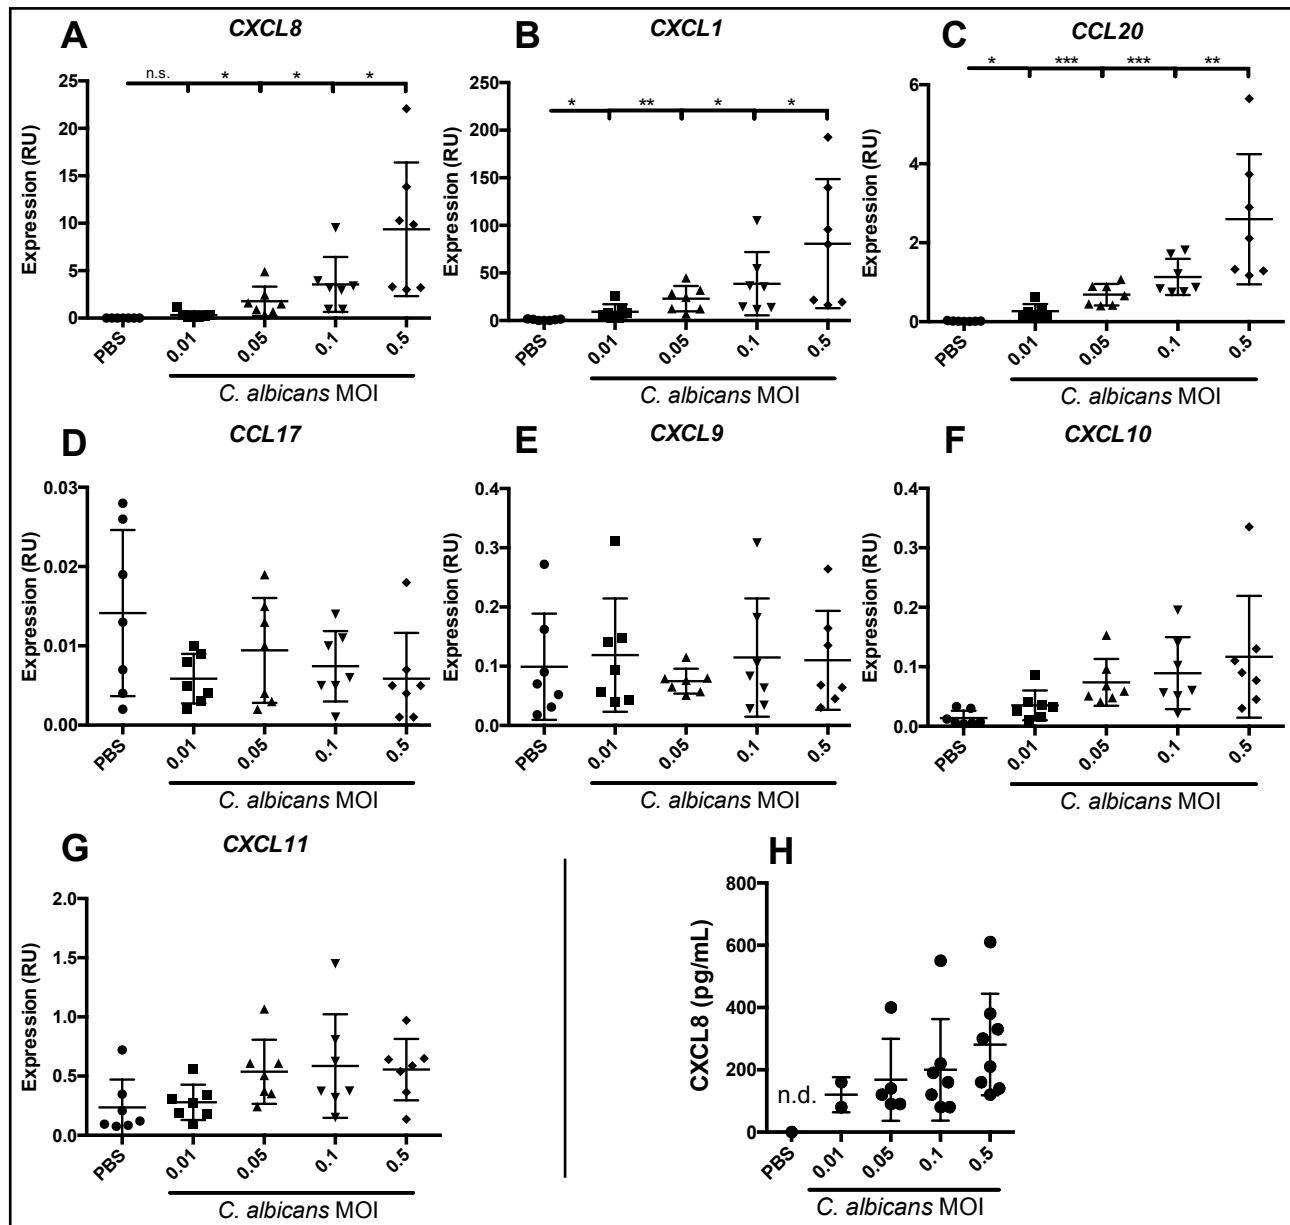 A CXCL8
n.s. * * *
Expression (RU)
25
20
15
10
5
0
PBS 0.01 0.05 0.1 0.5
C. albicans MOI
B CXCL1
* ** * *
Expression (RU)
250
200
150
100
50
0
PBS 0.01 0.05 0.1 0.5
C. albicans MOI
C CCL20
* *** *** **
Expression (RU)
6
4
2
0
PBS 0.01 0.05 0.1 0.5
C. albicans MOI
D CCL17
Expression (RU)
0.03
0.02
0.01
0.00
PBS 0.01 0.05 0.1 0.5
C. albicans MOI
E CXCL9
Expression (RU)
0.4
0.3
0.2
0.1
0.0
PBS 0.01 0.05 0.1 0.5
C. albicans MOI
F CXCL10
Expression (RU)
0.4
0.3
0.2
0.1
0.0
PBS 0.01 0.05 0.1 0.5
C. albicans MOI
G CXCL11
Expression (RU)
2.0
1.5
1.0
0.5
0.0
PBS 0.01 0.05 0.1 0.5
C. albicans MOI
H
CXCL8 (pg/mL)
800
600
400
200
0
n.d.
PBS 0.01 0.05 0.1 0.5
C. albicans MOI